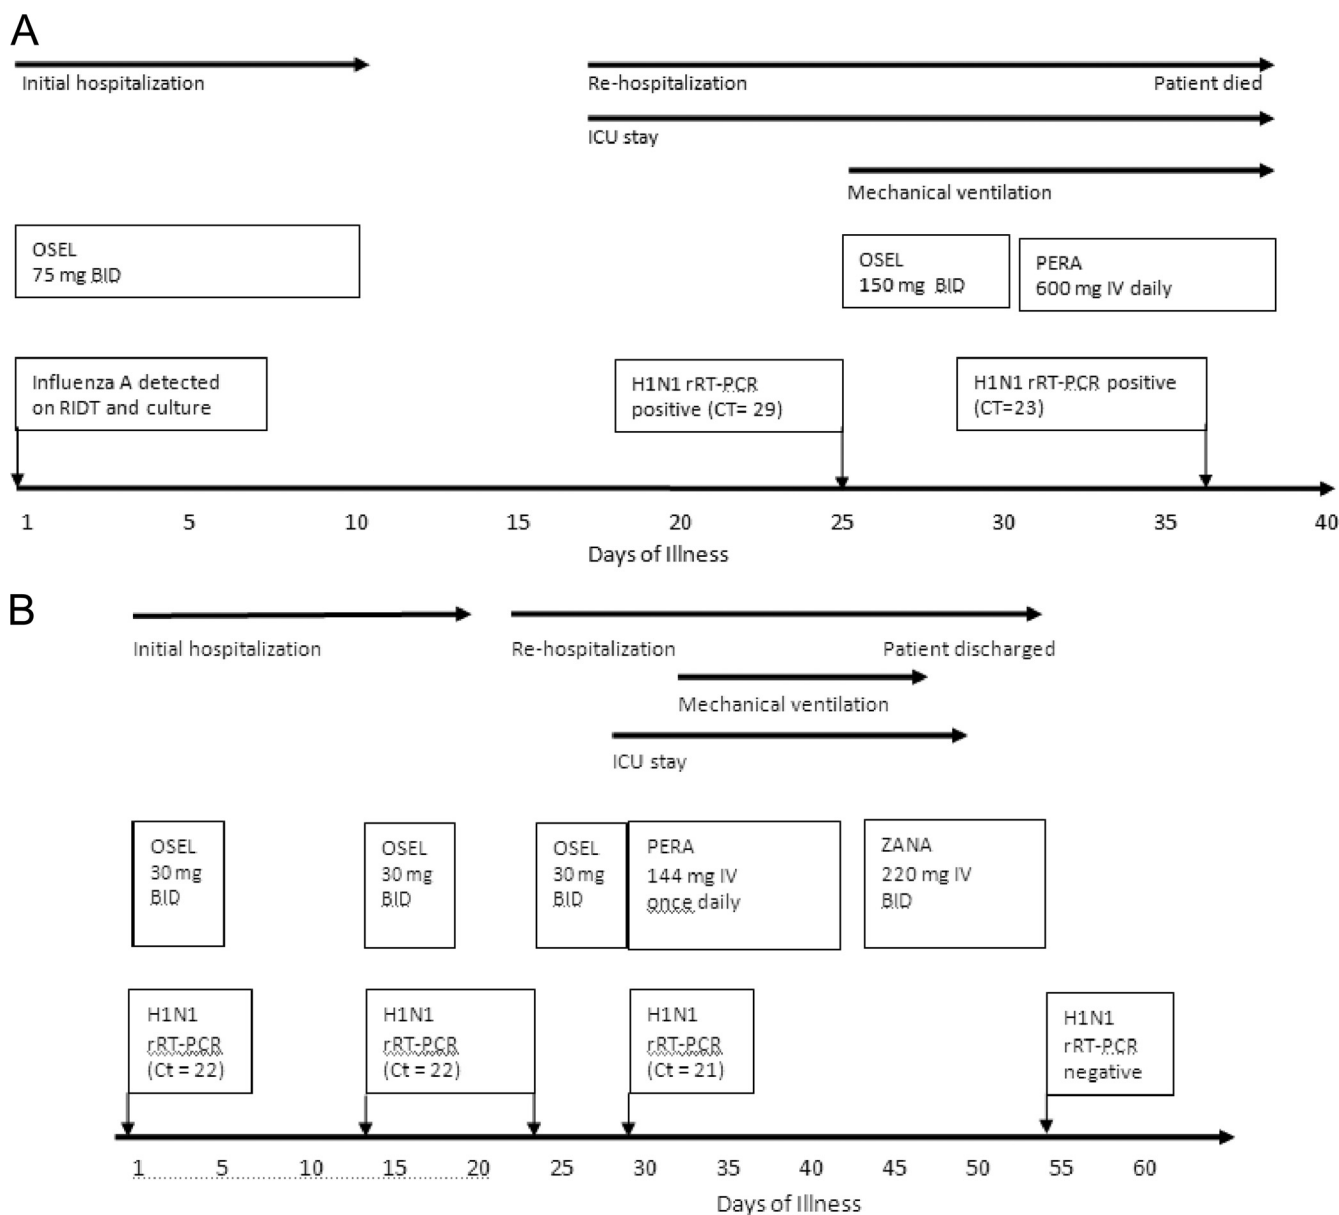 A
Initial hospitalization
Re-hospitalization
Patient died
ICU stay
Mechanical ventilation
OSEL
75 mg BID
OSEL
150 mg BID
PERA
600 mg IV daily
Influenza A detected
on RIDT and culture
H1N1 rRT-PCR
positive (CT= 29)
H1N1 rRT-PCR positive
(CT=23)
1 5 10 15 20 25 30 35 40
Days of Illness
B
Initial hospitalization
Re-hospitalization
Patient discharged
Mechanical ventilation
ICU stay
OSEL
30 mg
BID
OSEL
30 mg
BID
OSEL
30 mg
BID
PERA
144 mg IV
once daily
ZANA
220 mg IV
BID
H1N1
rRT-PCR
(Ct = 22)
H1N1
rRT-PCR
(Ct = 22)
H1N1
rRT-PCR
(Ct = 21)
H1N1
rRT-PCR
negative
1 5 10 15 20 25 30 35 40 45 50 55 60
Days of Illness